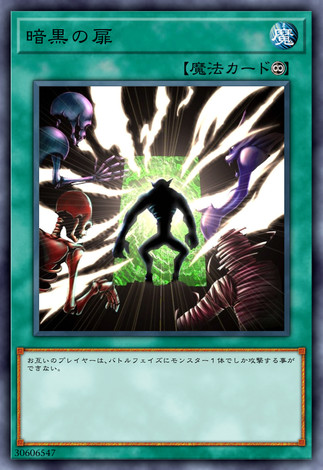 暗黒の扉
魔
【魔法カード∞】
お互いのプレイヤーは、バトルフェイズにモンスター１体でしか攻撃する事が
できない。
30606547